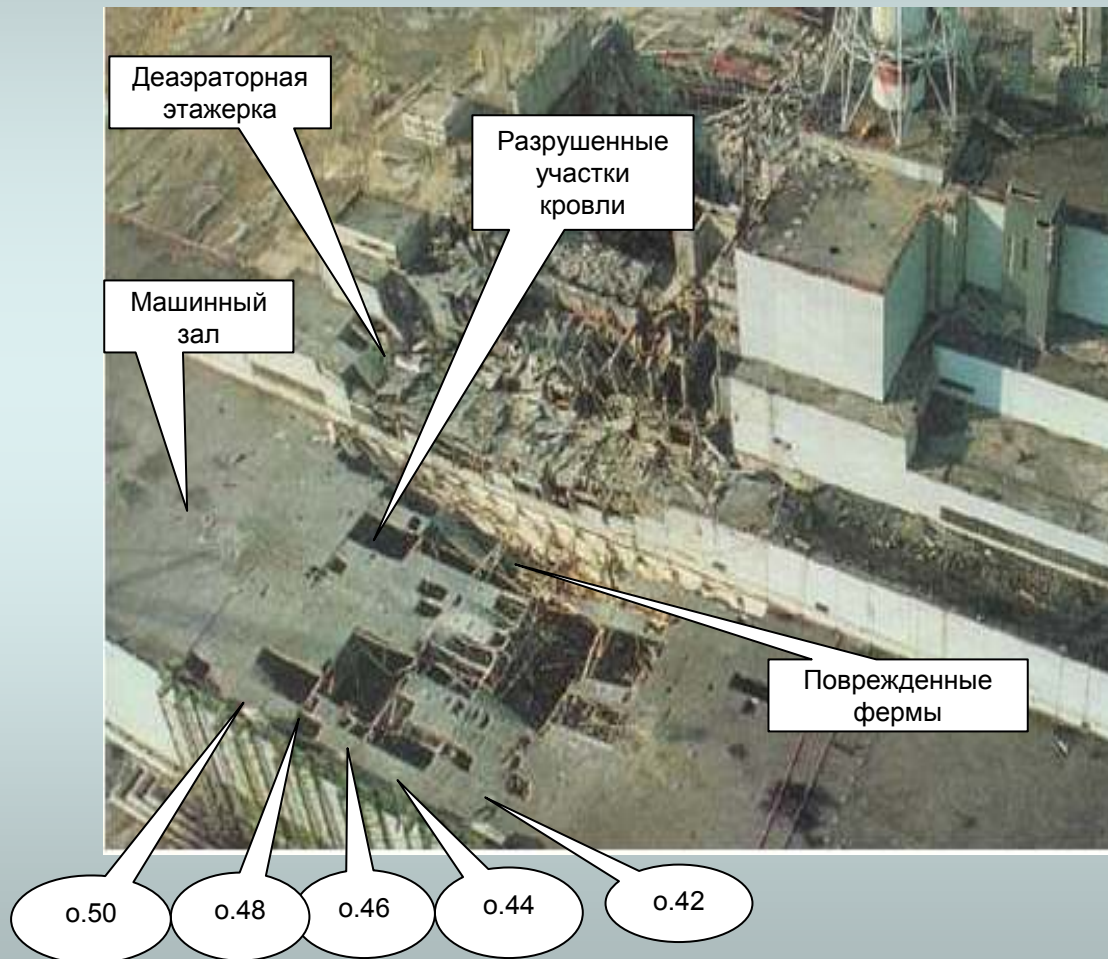 Деаэраторная
этажерка
Разрушенные
участки
кровли
Машинный
зал
Поврежденные
фермы
о.50
о.48
о.46
о.44
о.42